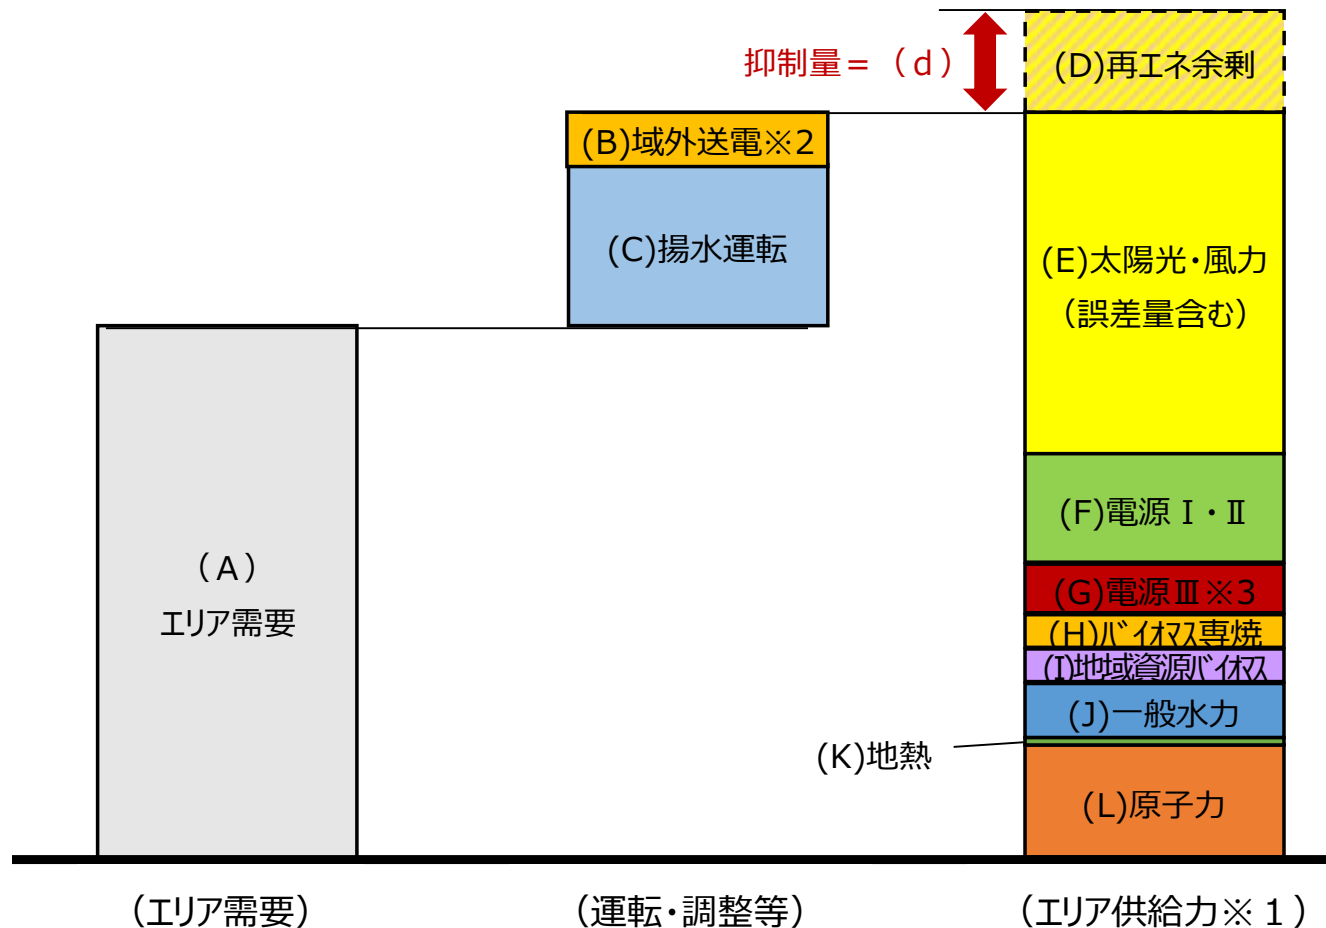 抑制量＝（ｄ）
(D)再エネ余剰
(B)域外送電※2
(C)揚水運転
(E)太陽光・風力
（誤差量含む）
(F)電源Ⅰ・Ⅱ
（Ａ）
エリア需要
(G)電源Ⅲ※3
(H)ﾊﾞｲｵﾏｽ専焼
(I)地域資源ﾊﾞｲｵﾏｽ
(J)一般水力
(K)地熱
(L)原子力
（エリア需要）
（運転・調整等）
（エリア供給力※１）